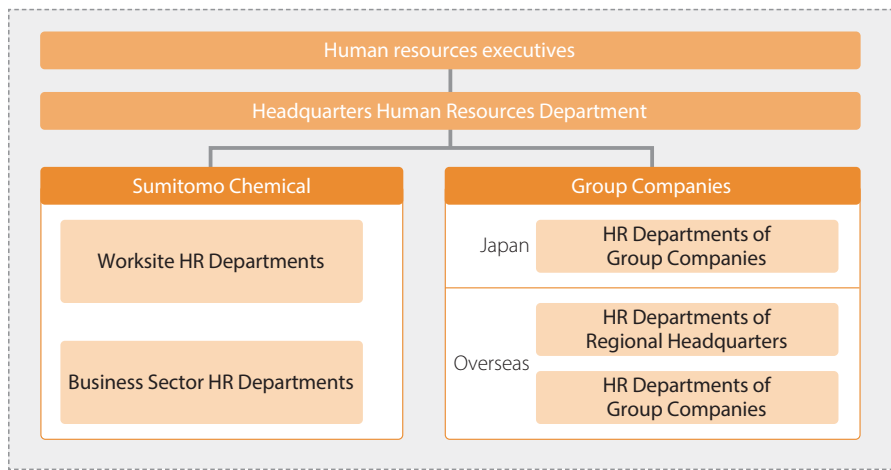 Human resources executives
Headquarters Human Resources Department
Sumitomo Chemical
Worksite HR Departments
Business Sector HR Departments
Group Companies
Japan
HR Departments of
Group Companies
Overseas
HR Departments of
Regional Headquarters
HR Departments of
Group Companies